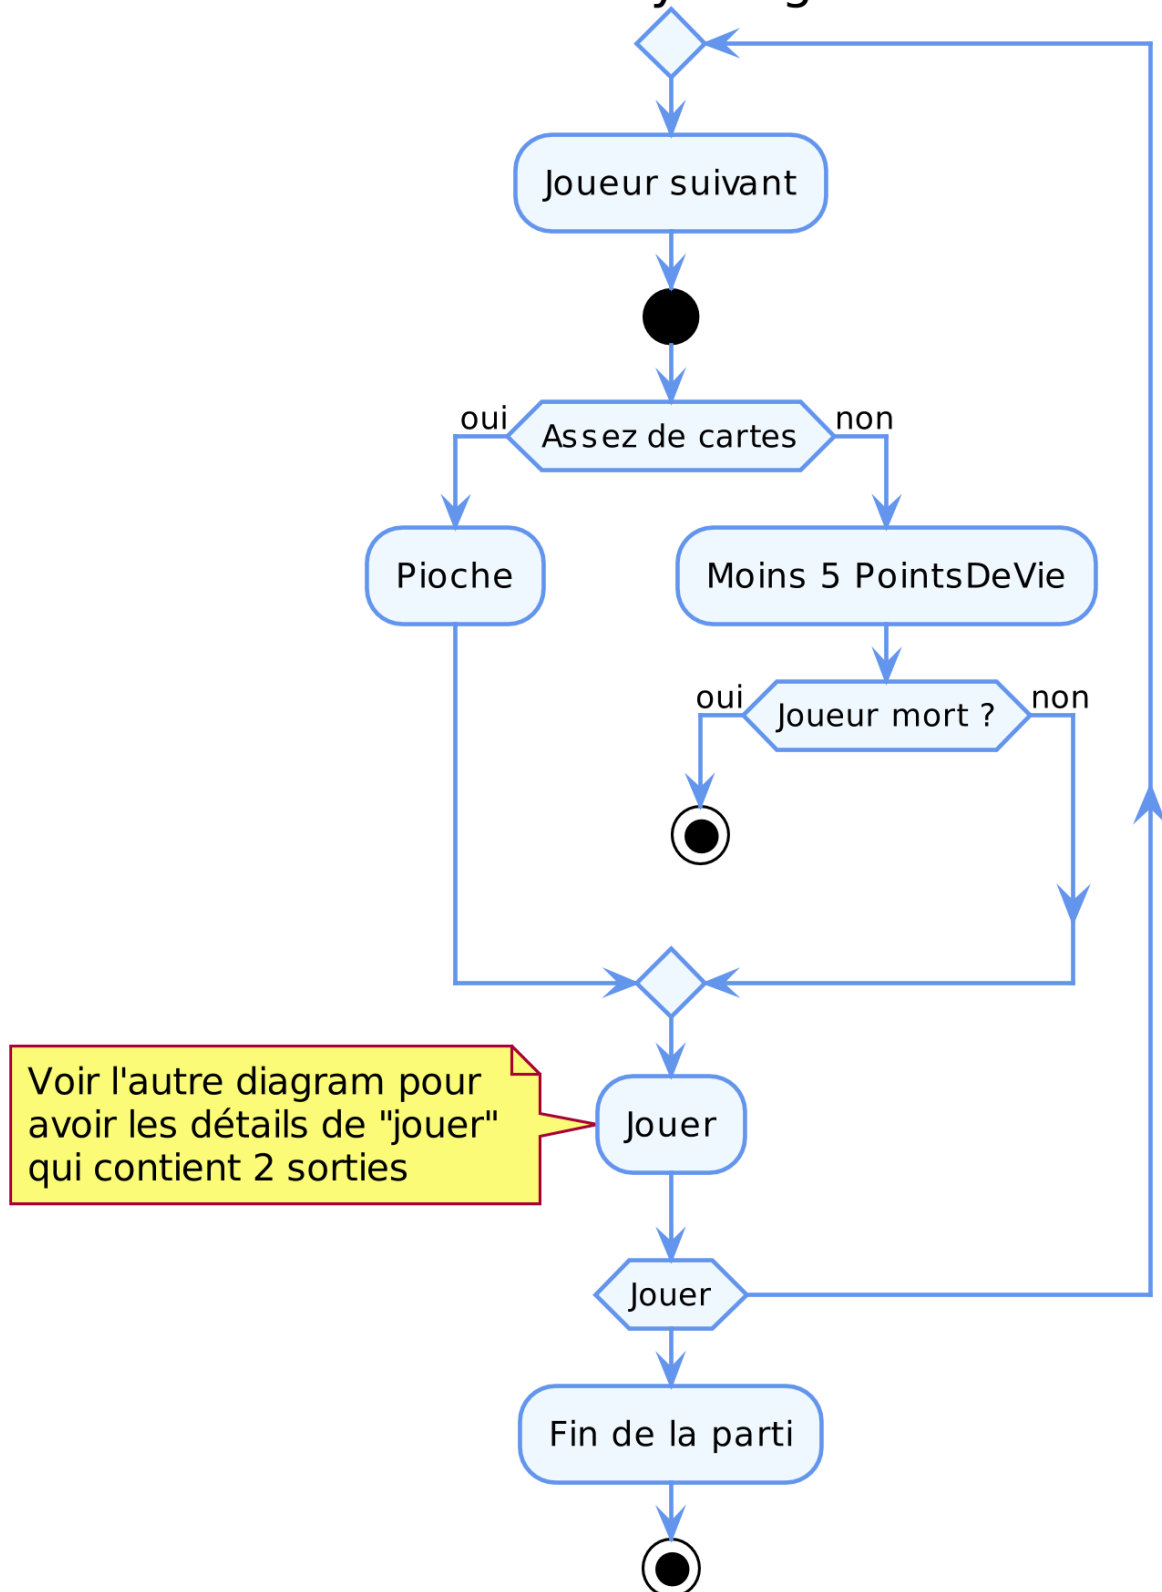 Joueur suivant
oui
Assez de cartes
non
Pioche
Moins 5 PointsDeVie
oui
Joueur mort ?
non
Voir l'autre diagram pour
avoir les détails de "jouer"
qui contient 2 sorties
Jouer
Jouer
Fin de la parti